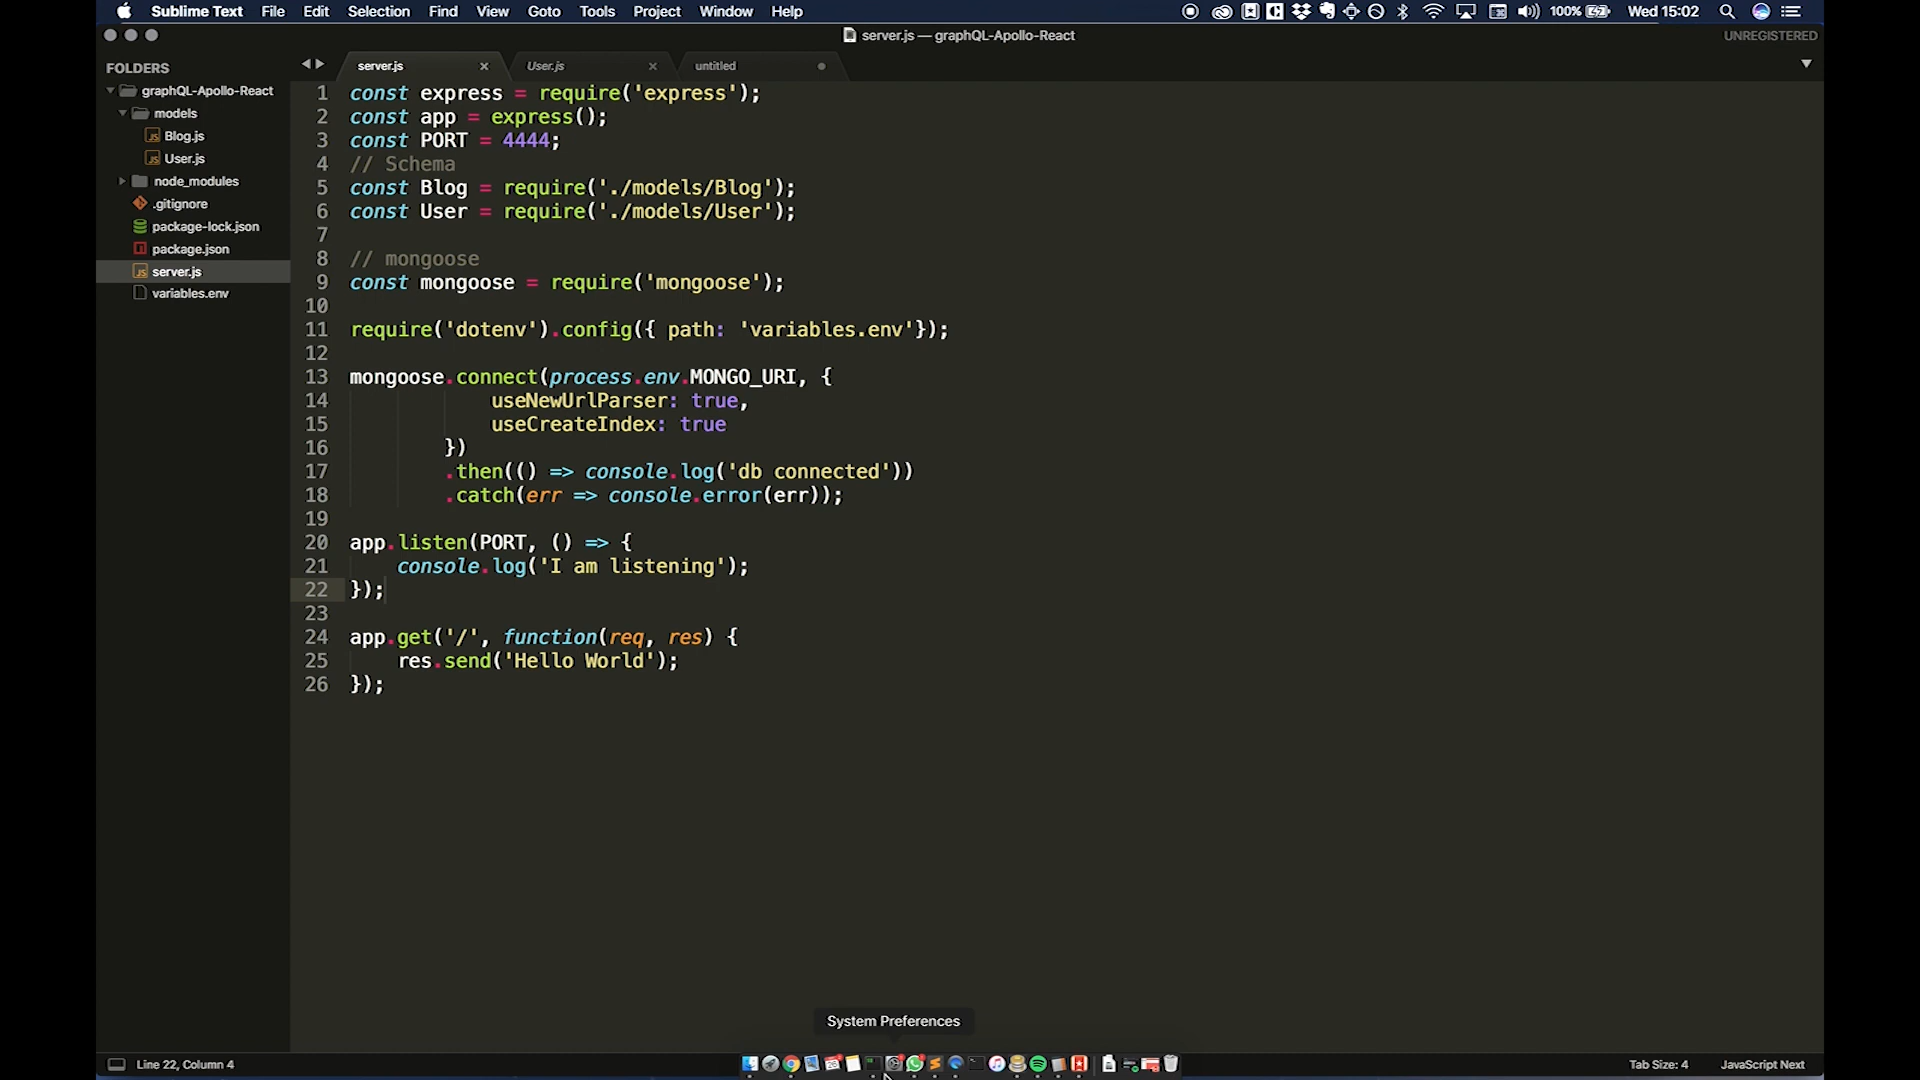 Sublime Text File Edit Selection Find View Goto Tools Project Window Help 100% Wed 15:02
server.js — graphQL-Apollo-React UNREGISTERED
FOLDERS
graphQL-Apollo-React
models
Blog.js
User.js
node_modules
.gitignore
package-lock.json
package.json
server.js
variables.env
server.js User.js untitled
1 const express = require('express');
2 const app = express();
3 const PORT = 4444;
4 // Schema
5 const Blog = require('./models/Blog');
6 const User = require('./models/User');
7
8 // mongoose
9 const mongoose = require('mongoose');
10
11 require('dotenv').config({ path: 'variables.env'});
12
13 mongoose.connect(process.env.MONGO_URI, {
14 useNewUrlParser: true,
15 useCreateIndex: true
16 })
17 .then(() => console.log('db connected'))
18 .catch(err => console.error(err));
19
20 app.listen(PORT, () => {
21 console.log('I am listening');
22 });
23
24 app.get('/', function(req, res) {
25 res.send('Hello World');
26 });
System Preferences
Line 22, Column 4 Tab Size: 4 JavaScript Next